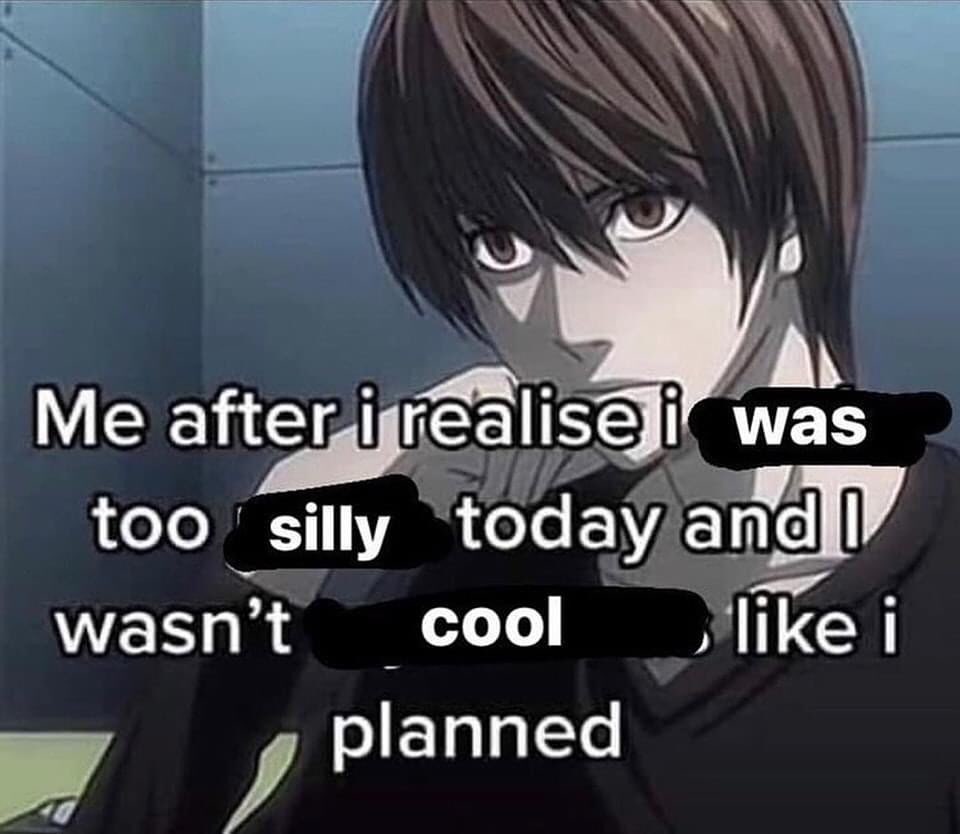 Me after i realise i was
too silly today and I
wasn't cool like i
planned